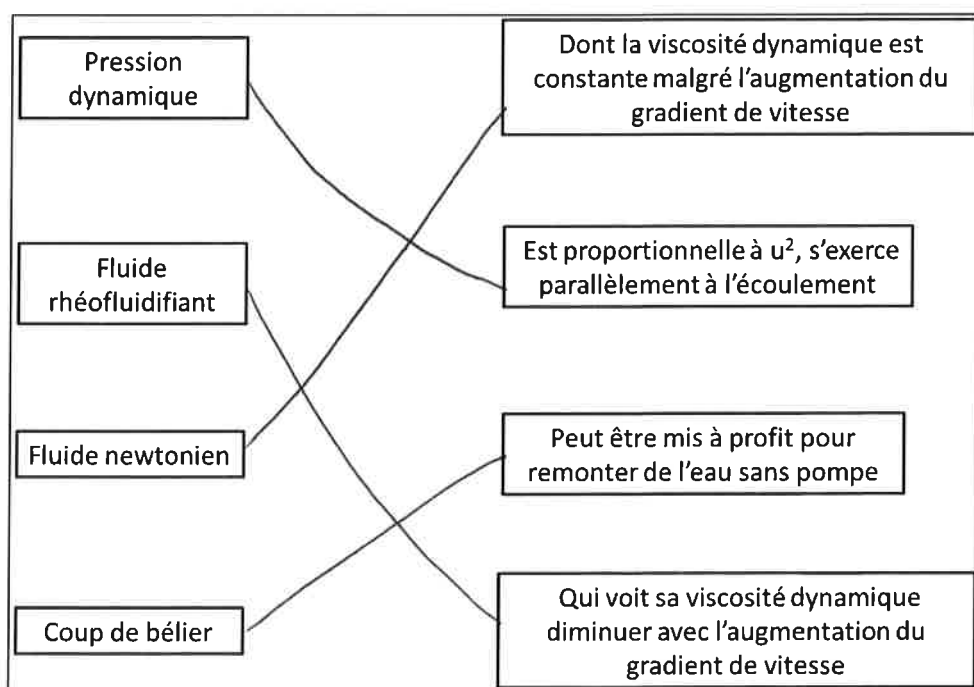 Pression
dynamique
Dont la viscosité dynamique est
constante malgré l'augmentation du
gradient de vitesse
Fluide
rhéofluidifiant
Est proportionnelle à u², s'exerce
parallèlement à l'écoulement
Fluide newtonien
Peut être mis à profit pour
remonter de l'eau sans pompe
Coup de bélier
Qui voit sa viscosité dynamique
diminuer avec l'augmentation du
gradient de vitesse